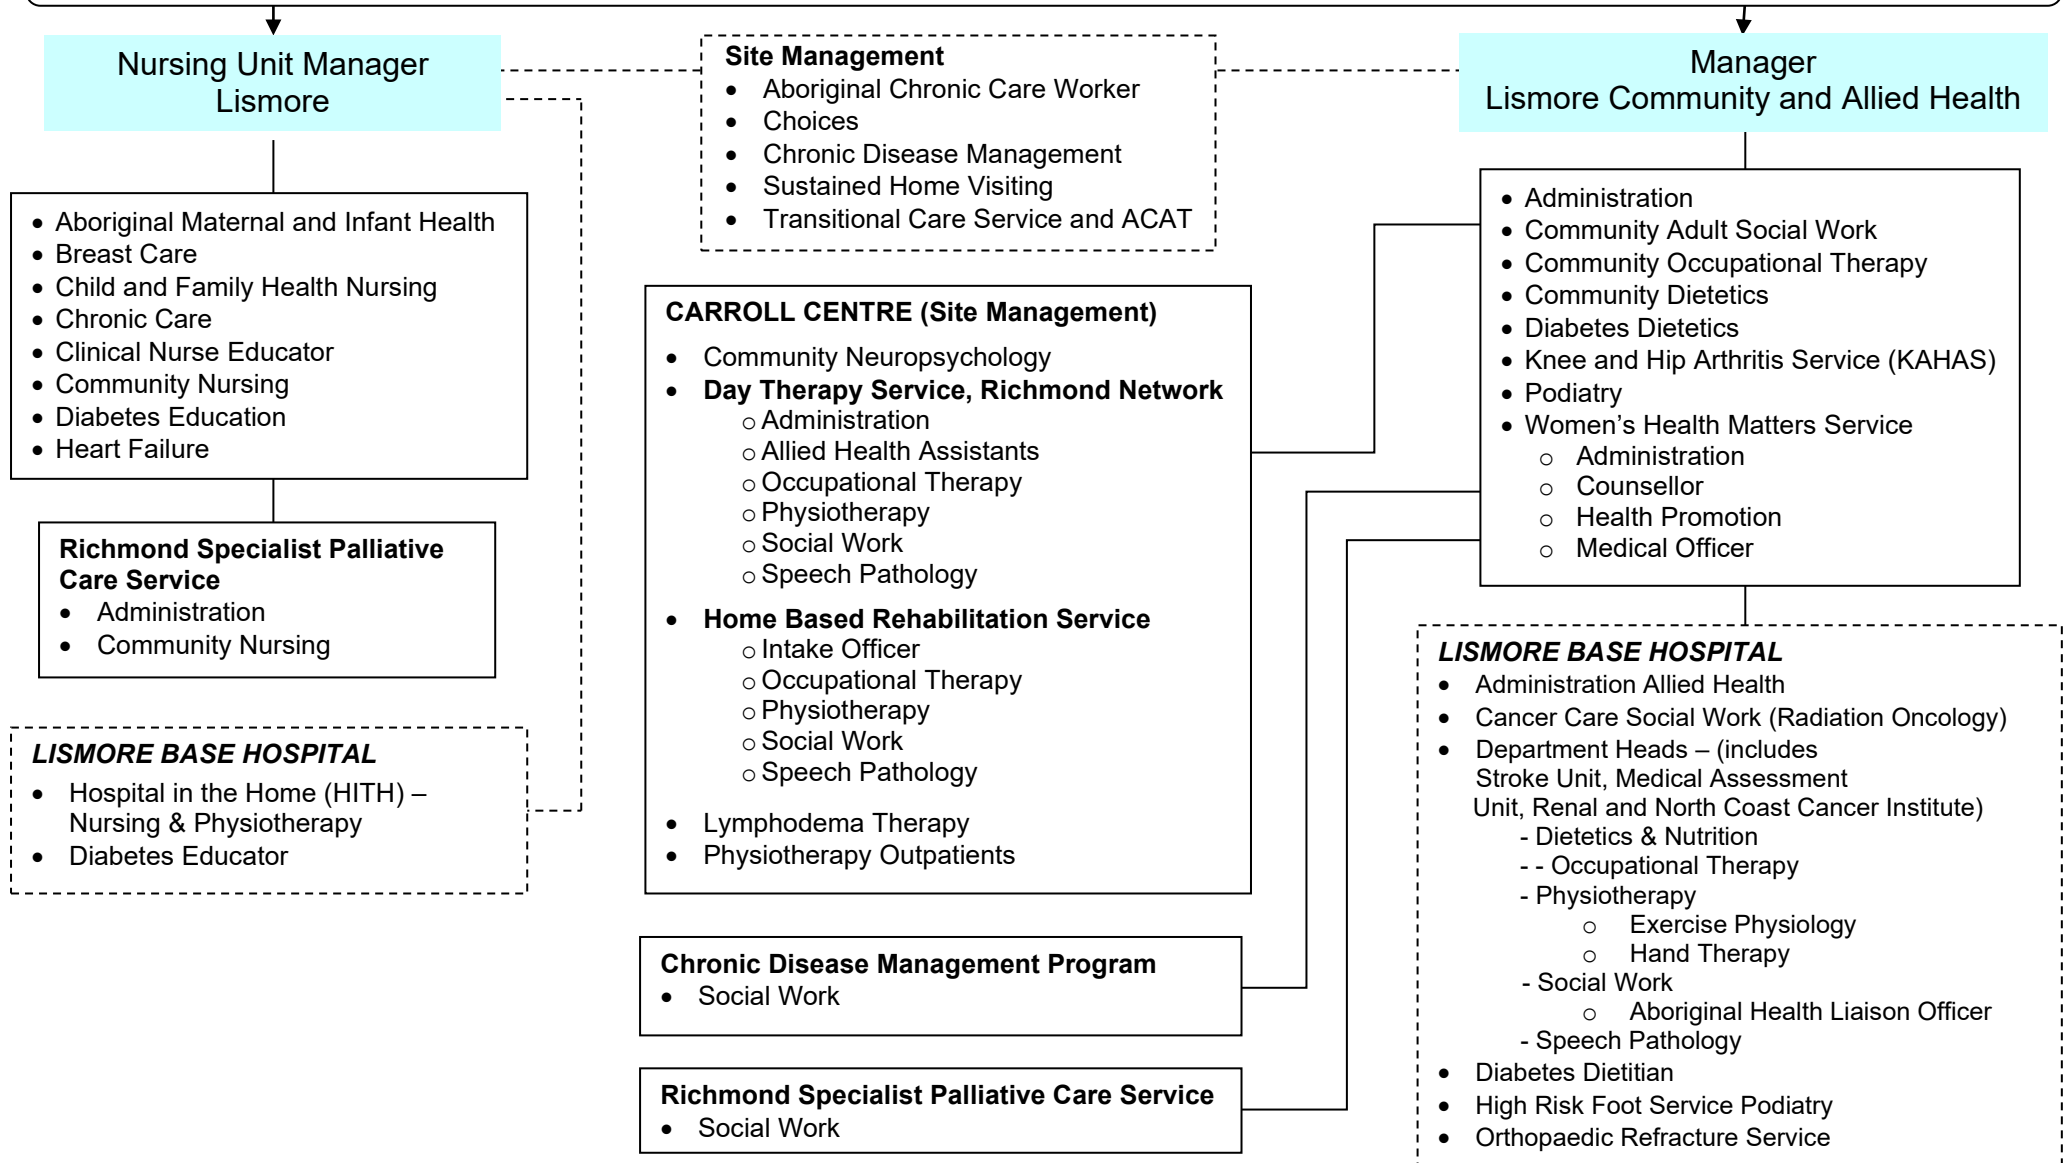 Nursing Unit Manager
Lismore
Site Management
• Aboriginal Chronic Care Worker
• Choices
• Chronic Disease Management
• Sustained Home Visiting
• Transitional Care Service and ACAT
Manager
Lismore Community and Allied Health
• Aboriginal Maternal and Infant Health
• Breast Care
• Child and Family Health Nursing
• Chronic Care
• Clinical Nurse Educator
• Community Nursing
• Diabetes Education
• Heart Failure
Richmond Specialist Palliative
Care Service
• Administration
• Community Nursing
LISMORE BASE HOSPITAL
• Hospital in the Home (HITH) –
Nursing & Physiotherapy
• Diabetes Educator
CARROLL CENTRE (Site Management)
• Community Neuropsychology
• Day Therapy Service, Richmond Network
o Administration
o Allied Health Assistants
o Occupational Therapy
o Physiotherapy
o Social Work
o Speech Pathology
• Home Based Rehabilitation Service
o Intake Officer
o Occupational Therapy
o Physiotherapy
o Social Work
o Speech Pathology
• Lymphodema Therapy
• Physiotherapy Outpatients
Chronic Disease Management Program
• Social Work
Richmond Specialist Palliative Care Service
• Social Work
• Administration
• Community Adult Social Work
• Community Occupational Therapy
• Community Dietetics
• Diabetes Dietetics
• Knee and Hip Arthritis Service (KAHAS)
• Podiatry
• Women’s Health Matters Service
o Administration
o Counsellor
o Health Promotion
o Medical Officer
LISMORE BASE HOSPITAL
• Administration Allied Health
• Cancer Care Social Work (Radiation Oncology)
• Department Heads – (includes
Stroke Unit, Medical Assessment
Unit, Renal and North Coast Cancer Institute)
- Dietetics & Nutrition
- - Occupational Therapy
- Physiotherapy
o Exercise Physiology
o Hand Therapy
- Social Work
o Aboriginal Health Liaison Officer
- Speech Pathology
• Diabetes Dietitian
• High Risk Foot Service Podiatry
• Orthopaedic Refracture Service